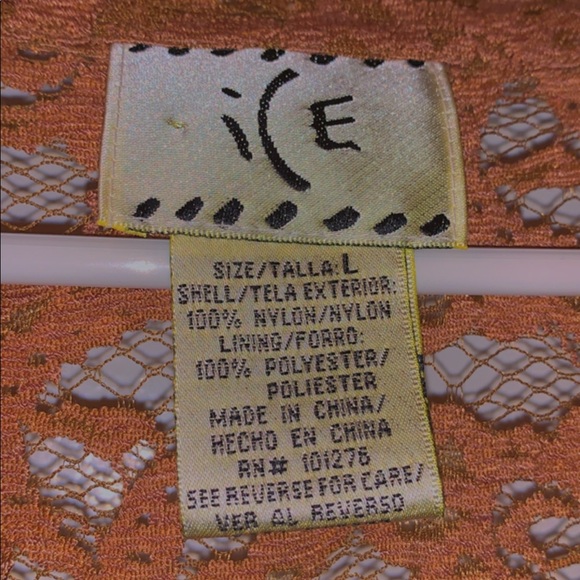 iCE
SIZE/TALLA: L
SHELL/TELA EXTERIOR:
100% NYLON/NYLON
LINING/FORRO:
100% POLYESTER/
POLIESTER
MADE IN CHINA/
HECHO EN CHINA
RN# 101276
SEE REVERSE FOR CARE/
VER AL REVERSO